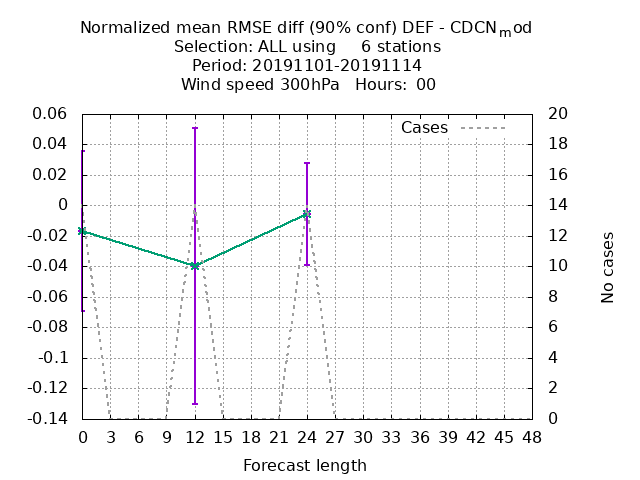 Normalized mean RMSE diff (90% conf) DEF - CDCNmod
Selection: ALL using     6 stations
Period: 20191101-20191114
Wind speed 300hPa   Hours: 00
Cases
0.06
0.04
0.02
0
-0.02
-0.04
-0.06
-0.08
-0.1
-0.12
-0.14
20
18
16
14
12
10
8
6
4
2
0
No cases
0 3 6 9 12 15 18 21 24 27 30 33 36 39 42 45 48
Forecast length